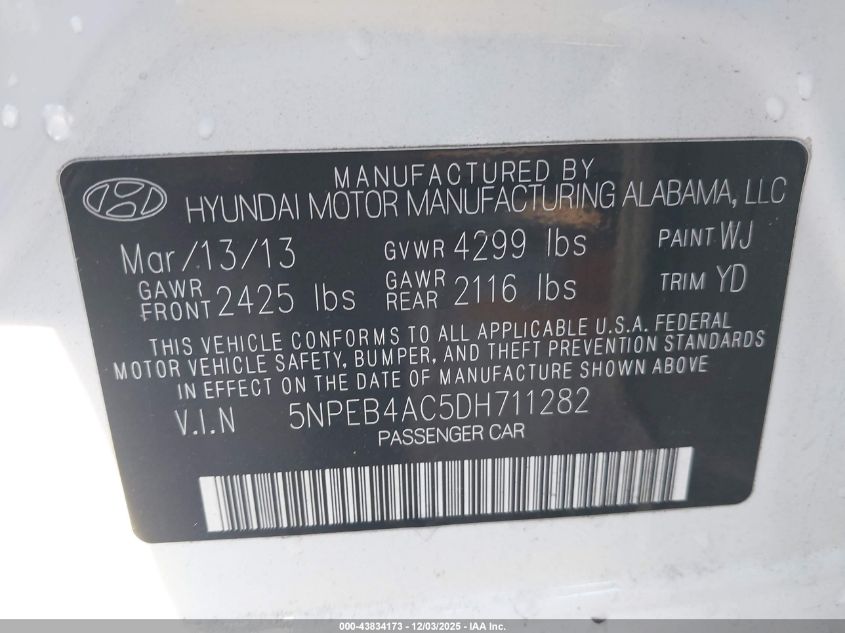 MANUFACTURED BY
HYUNDAI MOTOR MANUFACTURING ALABAMA, LLC
Mar/13/13 GVWR 4299 lbs PAINT WJ
GAWR FRONT 2425 lbs GAWR REAR 2116 lbs TRIM YD
THIS VEHICLE CONFORMS TO ALL APPLICABLE U.S.A. FEDERAL
MOTOR VEHICLE SAFETY, BUMPER, AND THEFT PREVENTION STANDARDS
IN EFFECT ON THE DATE OF MANUFACTURE SHOWN ABOVE
V.I.N 5NPEB4AC5DH711282
PASSENGER CAR
000-43834173 - 12/03/2025 - IAA Inc.